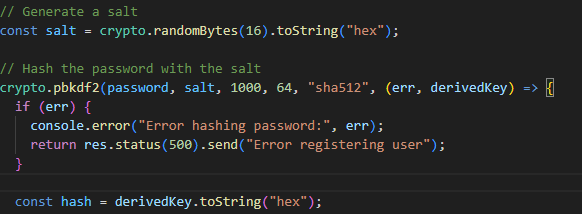 // Generate a salt
const salt = crypto.randomBytes(16).toString("hex");
// Hash the password with the salt
crypto.pbkdf2(password, salt, 1000, 64, "sha512", (err, derivedKey) => {
if (err) {
console.error("Error hashing password:", err);
return res.status(500).send("Error registering user");
}
const hash = derivedKey.toString("hex");